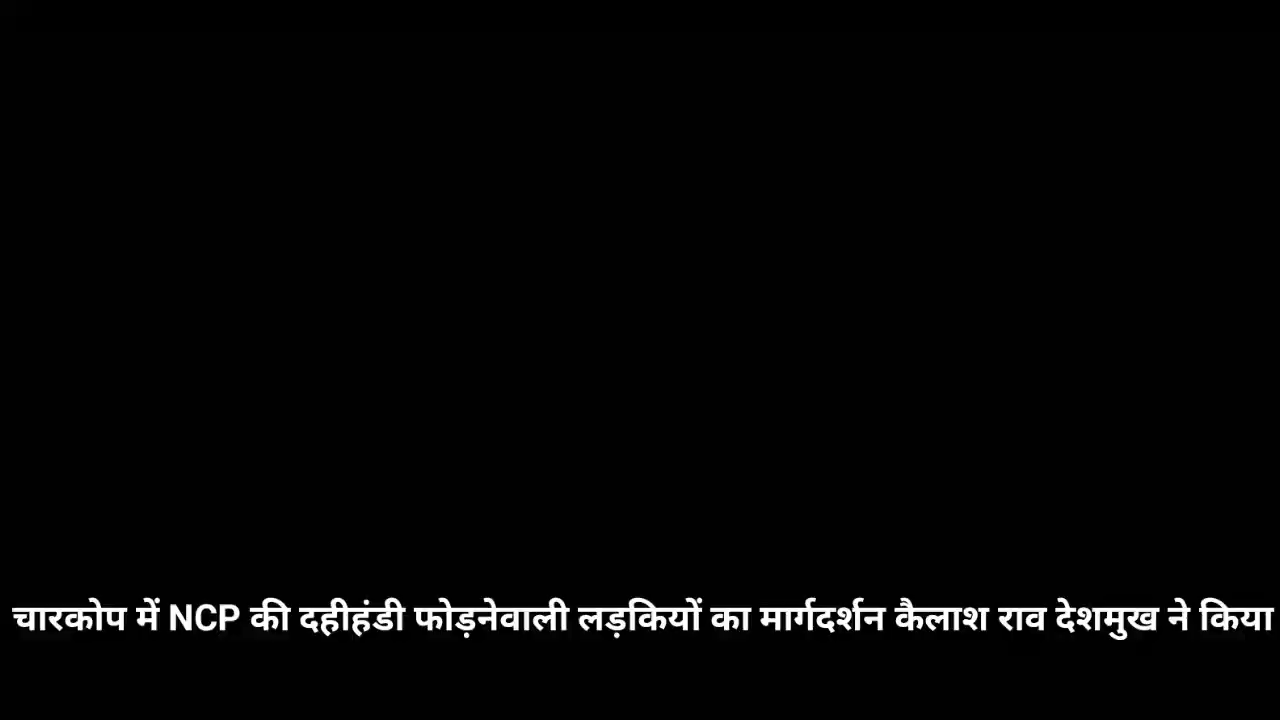 चारकोप में NCP की दहीहंडी फोड़नेवाली लड़कियों का मार्गदर्शन कैलाश राव देशमुख ने किया